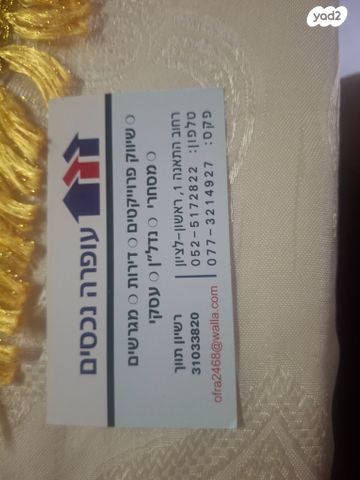 yad2
עופרה נכסים
○ שיווק פרוייקטים ○ דירות ○ מגרשים
○ מסחרי ○ נדל"ן ○ עסקי
רחוב התאנה 1, ראשון-לציון
טלפון: 052-5172822
פקס: 077-3214927
רשיון תווך
31033820
ofra2468@walla.com